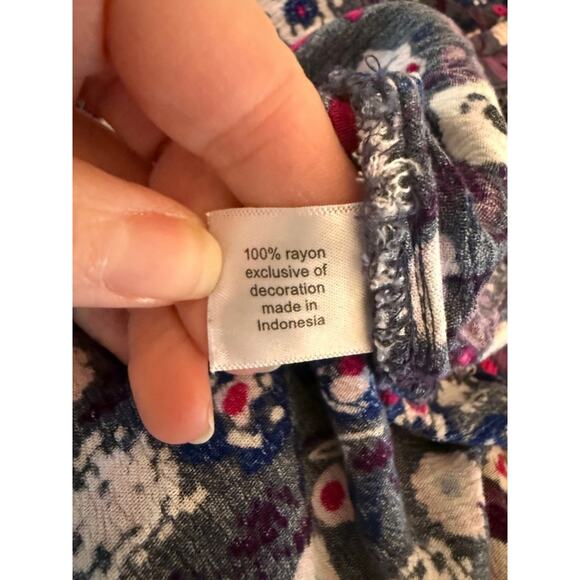 100% rayon
exclusive of
decoration
made in
Indonesia